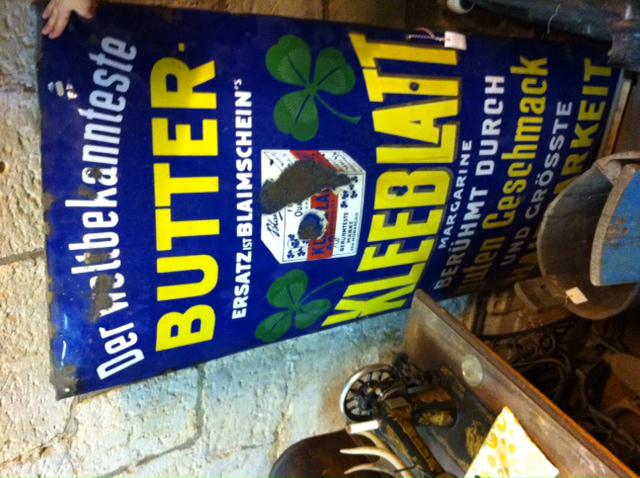 Der weltbekannteste
BUTTER-
ERSATZ IST BLAIMSCHEIN'S
KLEEBLATT
MARGARINE
BERÜHMT DURCH
guten Geschmack
UND GRÖSSTE